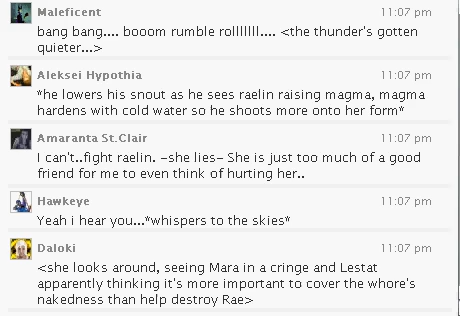 Maleficent 11:07 pm
bang bang.... booom rumble rolllllll.... <the thunder's gotten
quieter...>
Aleksei Hypothia 11:07 pm
*he lowers his snout as he sees raelin raising magma, magma
hardens with cold water so he shoots more onto her form*
Amaranta St.Clair 11:07 pm
I can't..fight raelin. ~she lies~ She is just too much of a good
friend for me to even think of hurting her..
Hawkeye 11:07 pm
Yeah i hear you...*whispers to the skies*
Daloki 11:07 pm
<she looks around, seeing Mara in a cringe and Lestat
apparently thinking it's more important to cover the whore's
nakedness than help destroy Rae>